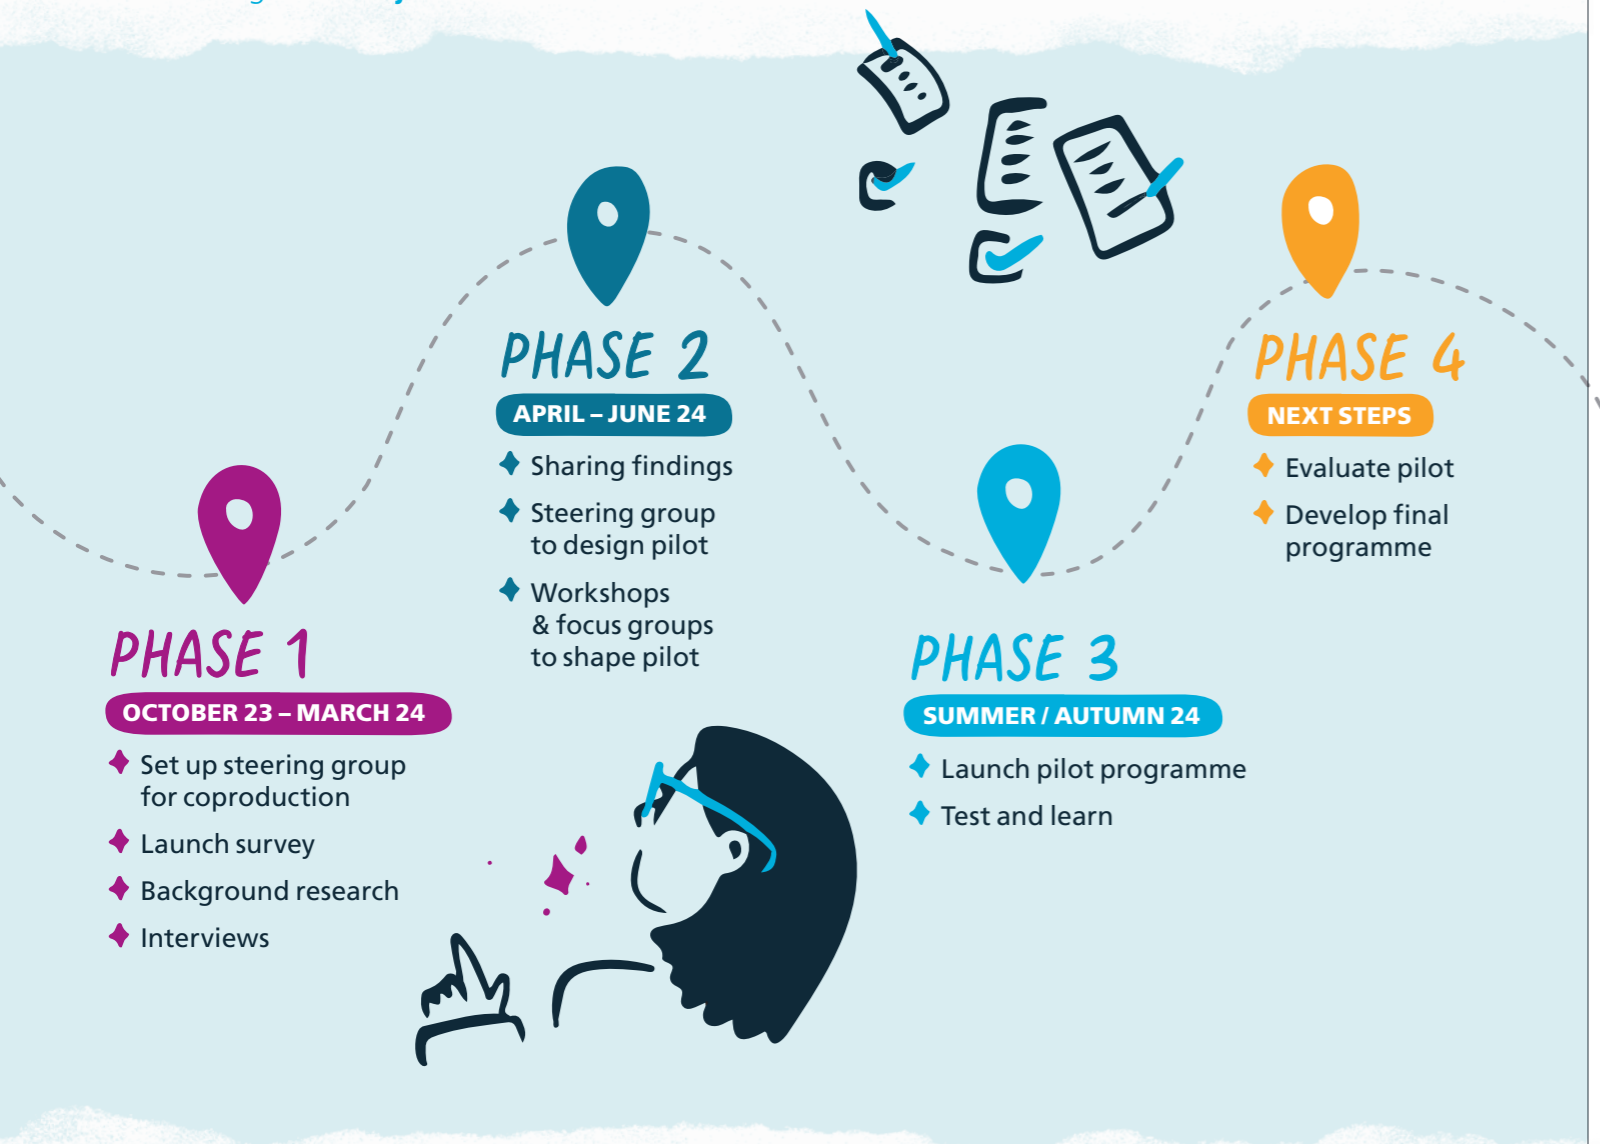 PHASE 1
OCTOBER 23 – MARCH 24
Set up steering group
for coproduction
Launch survey
Background research
Interviews
PHASE 2
APRIL – JUNE 24
Sharing findings
Steering group
to design pilot
Workshops
& focus groups
to shape pilot
PHASE 3
SUMMER / AUTUMN 24
Launch pilot programme
Test and learn
PHASE 4
NEXT STEPS
Evaluate pilot
Develop final
programme